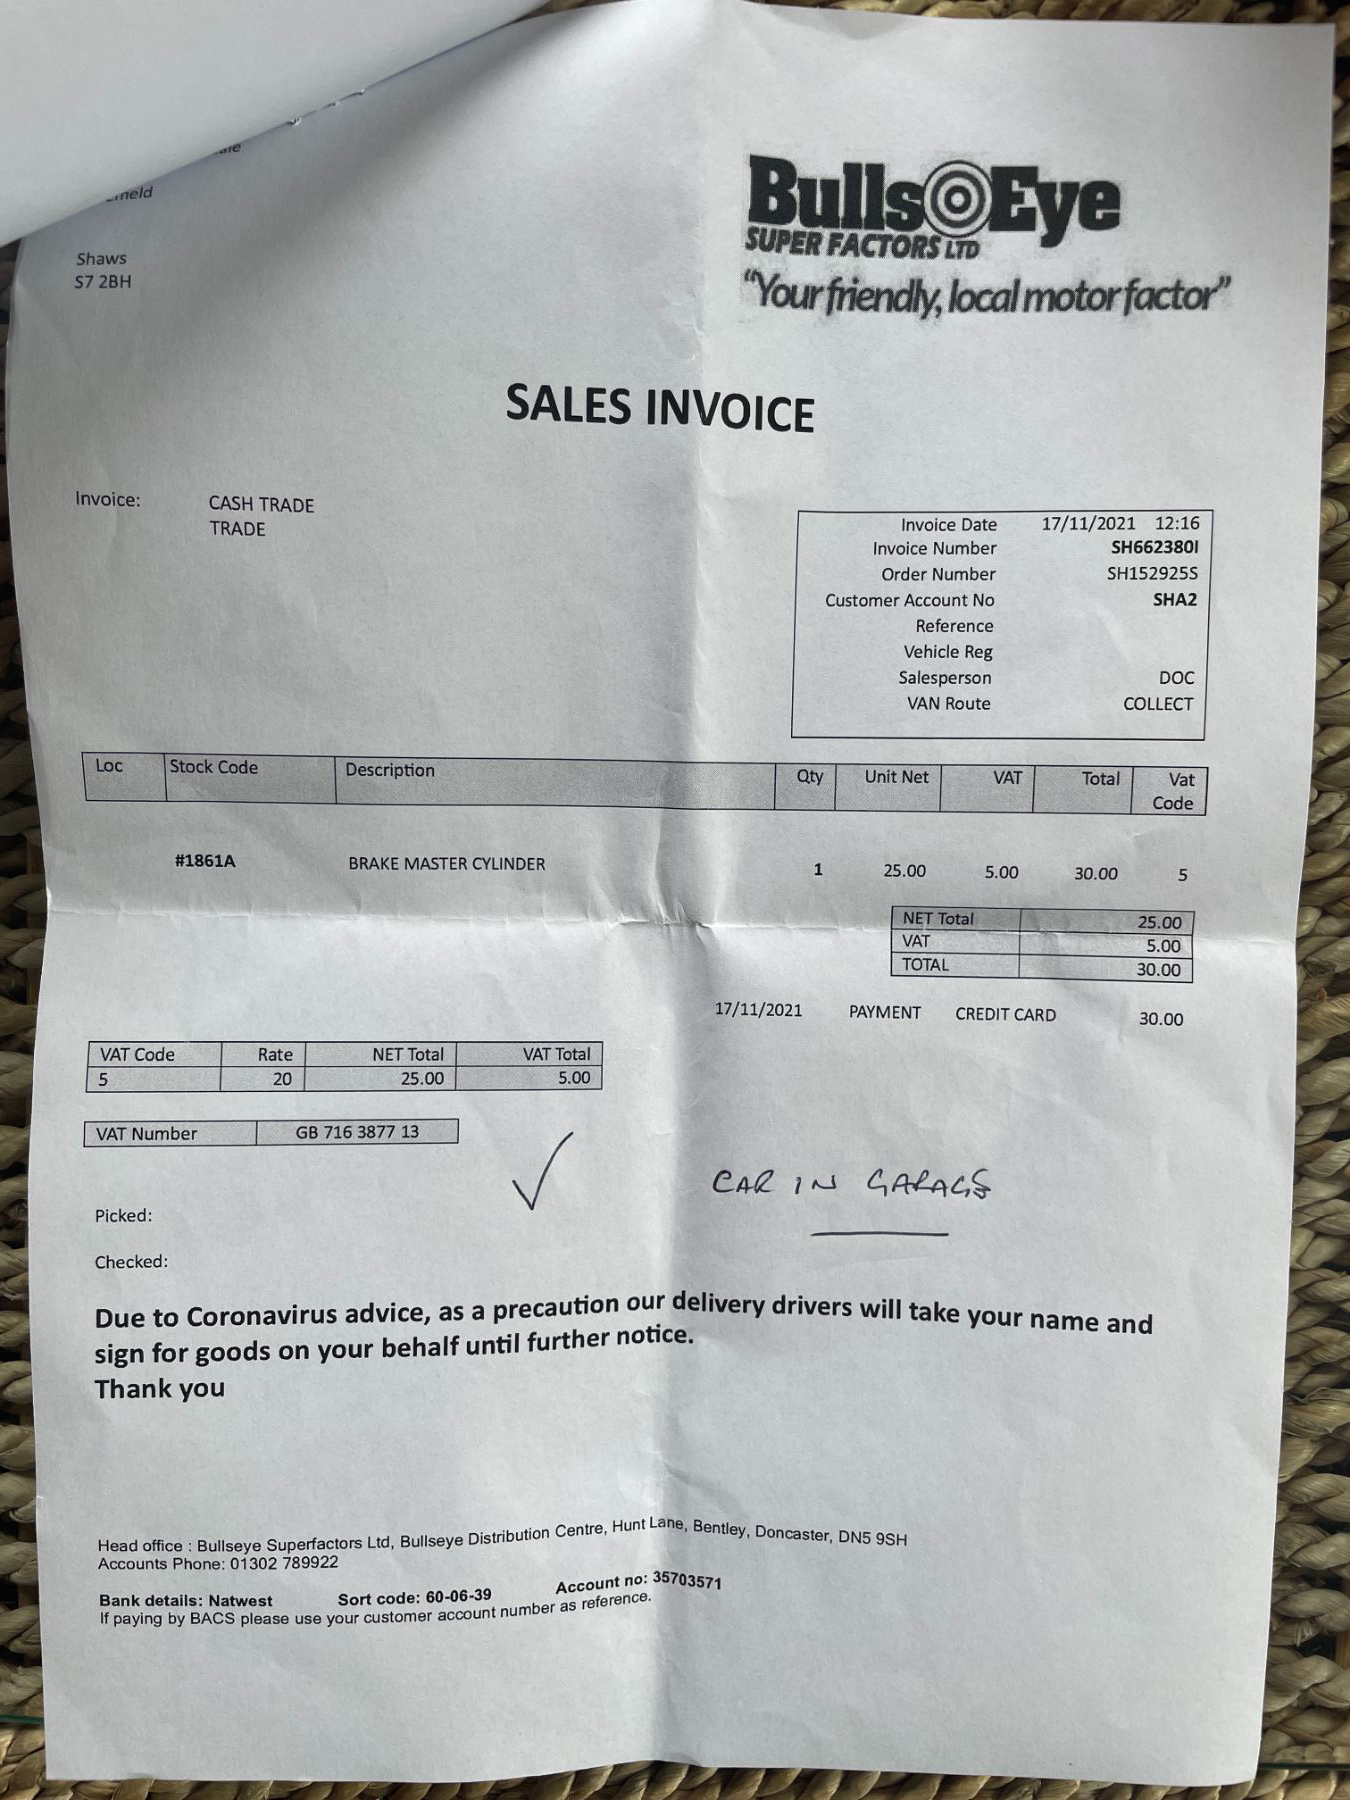 Shaws
S7 2BH
BullsEye
SUPER FACTORS LTD
"Your friendly, local motor factor"
SALES INVOICE
Invoice: CASH TRADE
TRADE
Invoice Date 17/11/2021 12:16
Invoice Number SH662380I
Order Number SH152925S
Customer Account No SHA2
Reference
Vehicle Reg
Salesperson DOC
VAN Route COLLECT
Loc Stock Code Description Qty Unit Net VAT Total Vat Code
#1861A BRAKE MASTER CYLINDER 1 25.00 5.00 30.00 5
NET Total 25.00
VAT 5.00
TOTAL 30.00
17/11/2021 PAYMENT CREDIT CARD 30.00
VAT Code Rate NET Total VAT Total
5 20 25.00 5.00
VAT Number GB 716 3877 13
CAR IN GARAGE
Picked:
Checked:
Due to Coronavirus advice, as a precaution our delivery drivers will take your name and
sign for goods on your behalf until further notice.
Thank you
Head office : Bullseye Superfactors Ltd, Bullseye Distribution Centre, Hunt Lane, Bentley, Doncaster, DN5 9SH
Accounts Phone: 01302 789922
Bank details: Natwest Sort code: 60-06-39 Account no: 35703571
If paying by BACS please use your customer account number as reference.